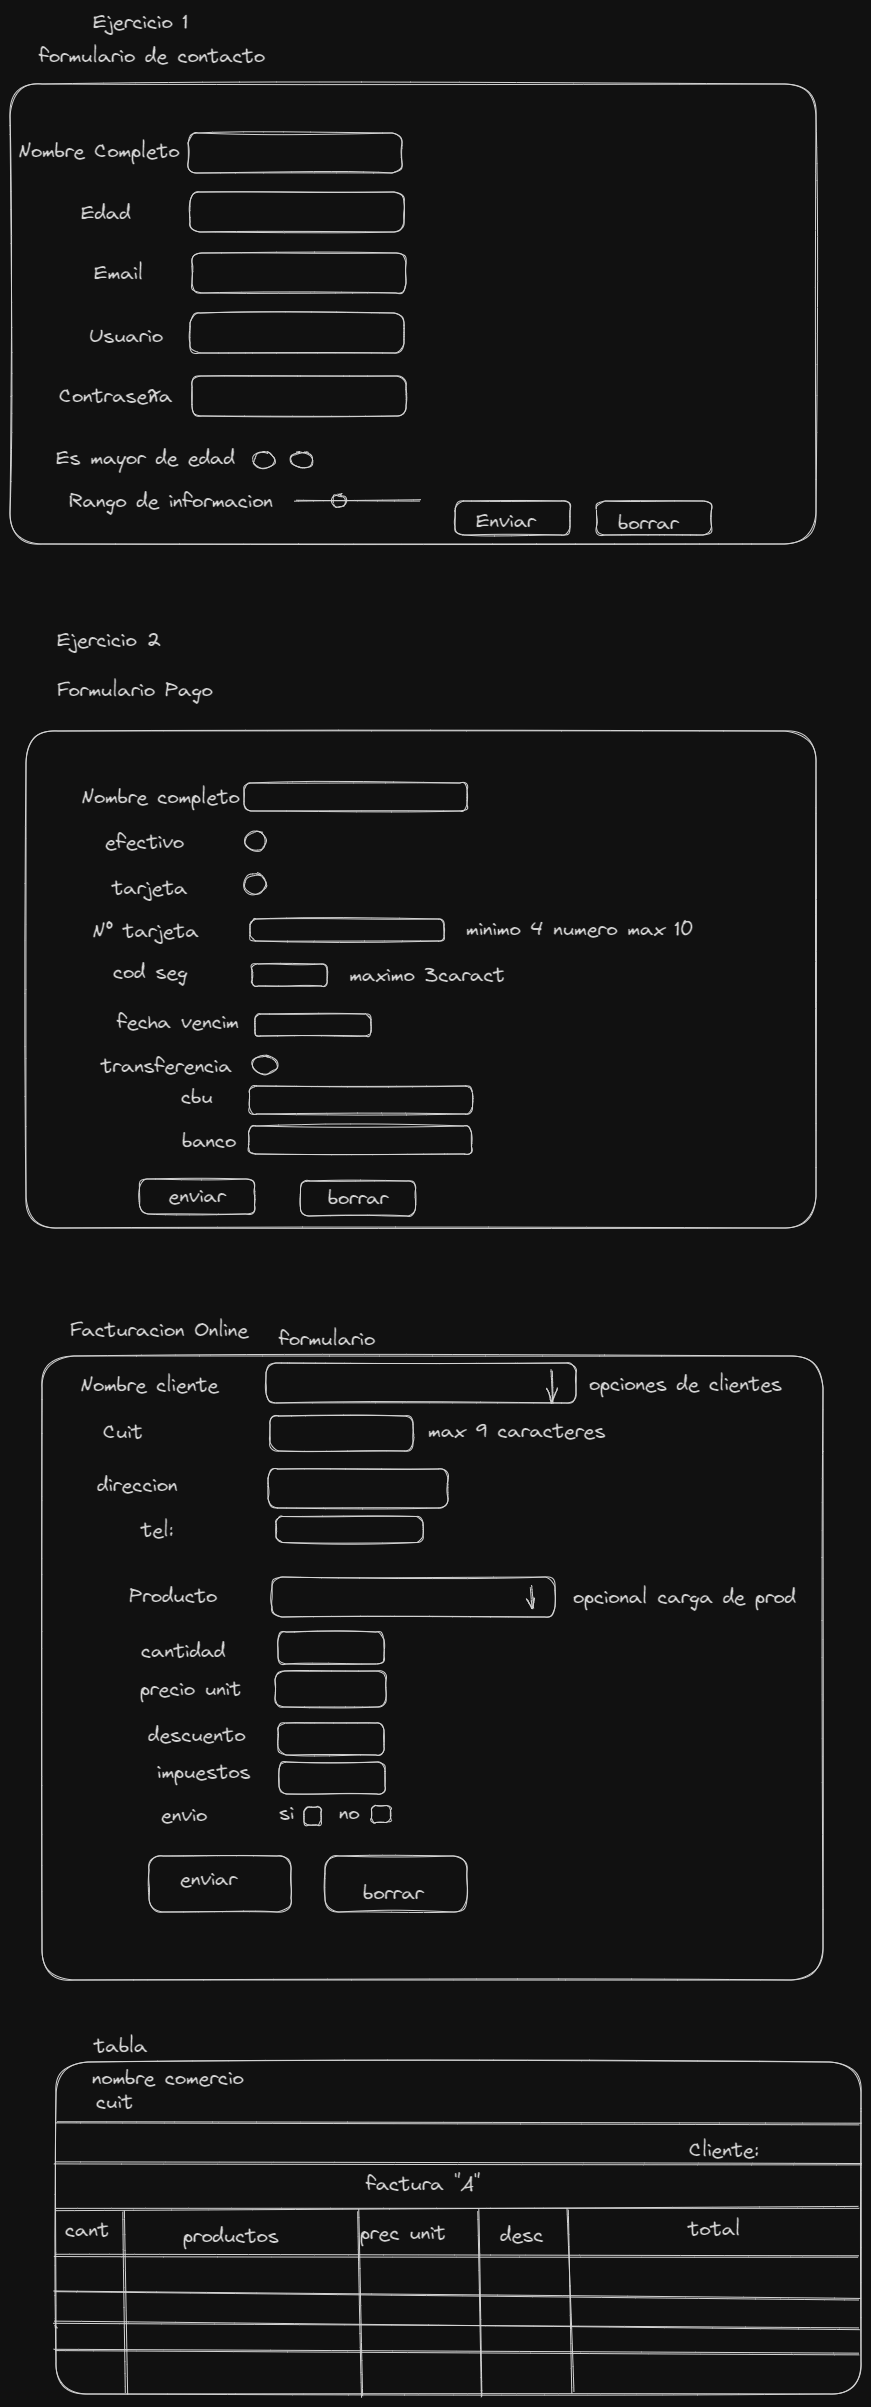 Ejercicio 1
formulario de contacto
Nombre Completo
Edad
Email
Usuario
Contraseña
Es mayor de edad
Rango de informacion
Enviar
borrar
Ejercicio 2
Formulario Pago
Nombre completo
efectivo
tarjeta
Nº tarjeta minimo 4 numero max 10
cod seg maximo 3caract
fecha vencim
transferencia
cbu
banco
enviar borrar
Facturacion Online formulario
Nombre cliente opciones de clientes
Cuit max 9 caracteres
direccion
tel:
Producto opcional carga de prod
cantidad
precio unit
descuento
impuestos
envio si no
enviar
borrar
tabla
nombre comercio
cuit
Cliente:
factura "A"
cant productos prec unit desc total